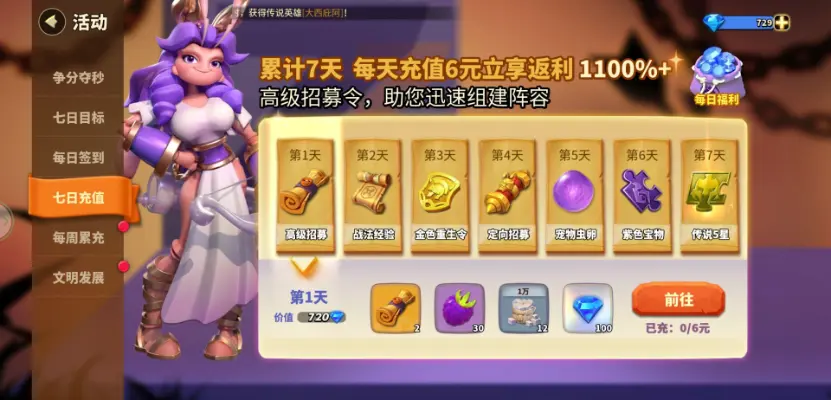 活动
，获得传说英雄[大西庇阿]！
729
争分夺秒
七日目标
每日签到
七日充值
每周累充
文明发展
累计7天 每天充值6元立享返利 1100%+
高级招募令，助您迅速组建阵容
每日福利
第1天
第2天
第3天
第4天
第5天
第6天
第7天
高级招募
战法经验
金色重生令
定向招募
宠物虫卵
紫色宝物
传说5星
第1天
价值 720
2
30
1万
12
100
前往
已充：0/6元